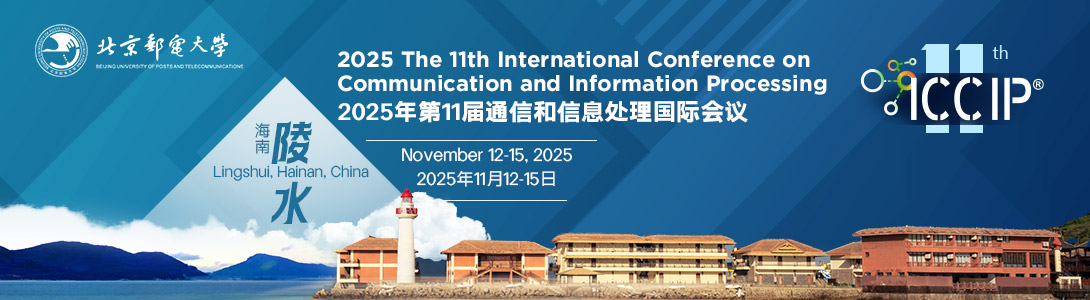 北京邮电大学
BEIJING UNIVERSITY OF POSTS AND TELECOMMUNICATIONS
2025 The 11th International Conference on
Communication and Information Processing
2025年第11届通信和信息处理国际会议
11th
ICCIP®
海南
陵水
Lingshui, Hainan, China
November 12-15, 2025
2025年11月12-15日